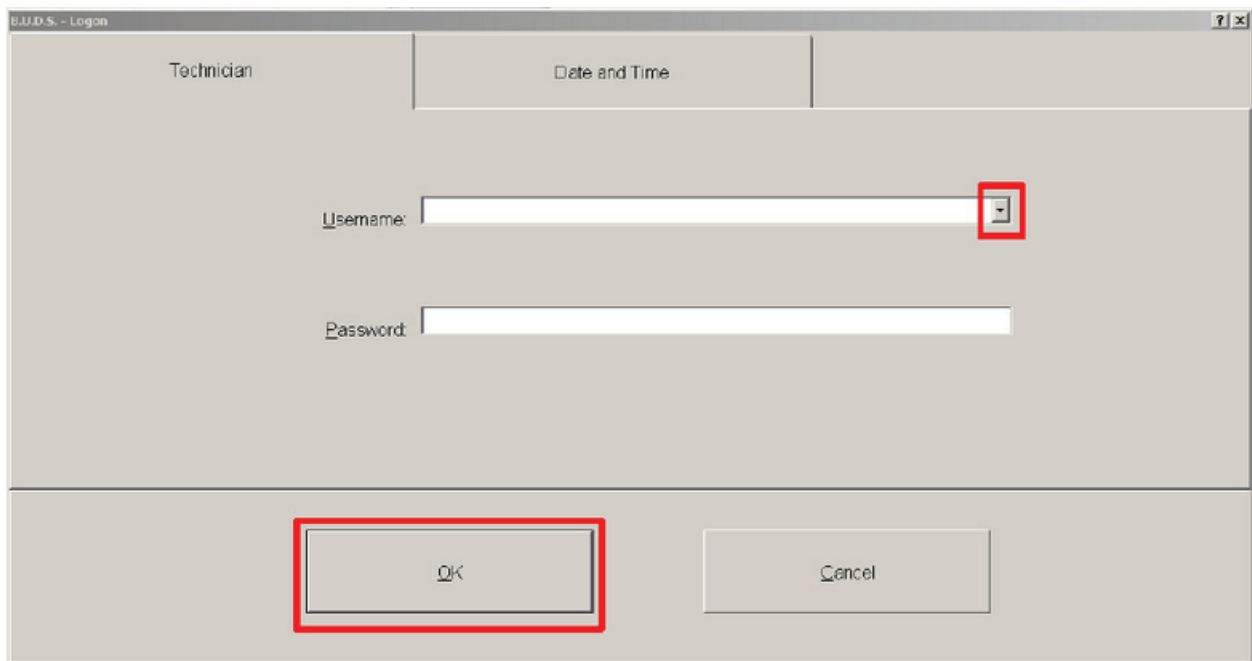 B.U.D.S. - Logon
Technician
Date and Time
Username:
Password:
OK
Cancel